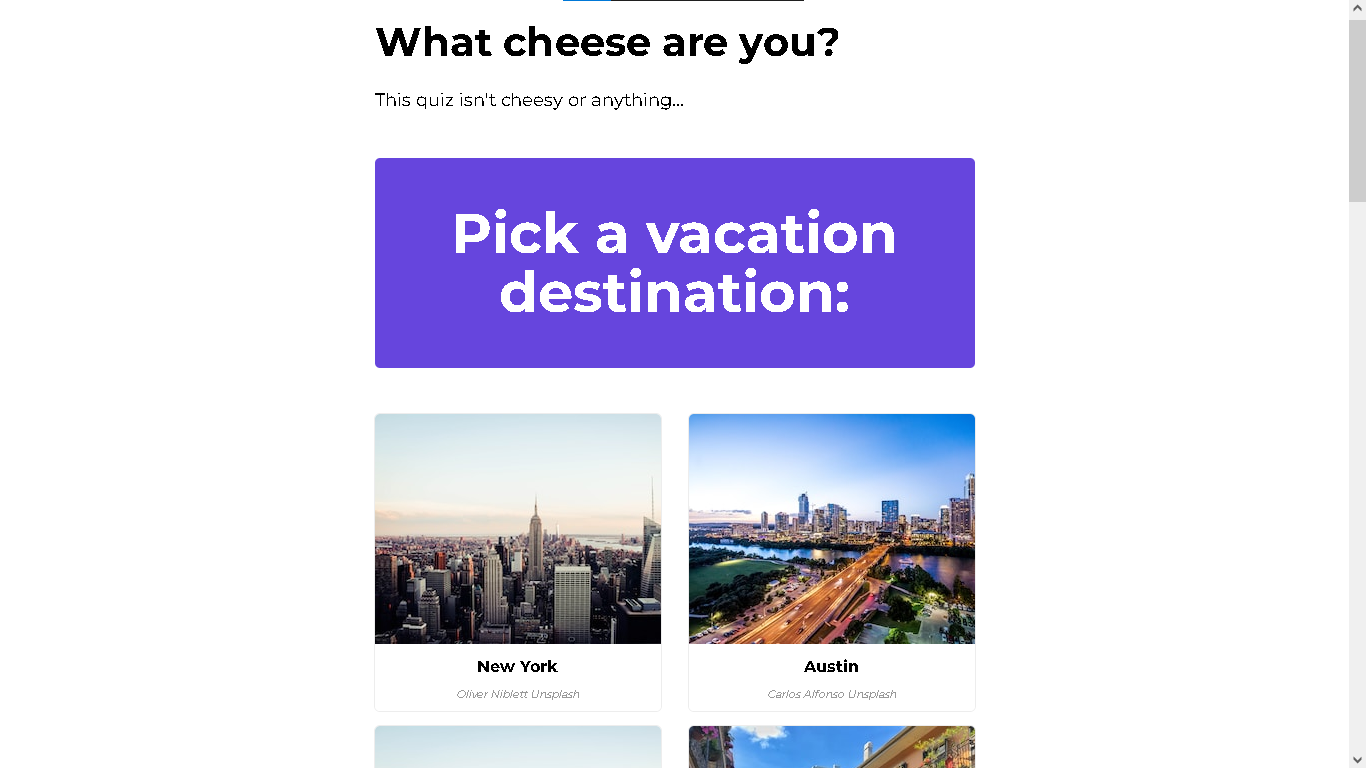 What cheese are you?
This quiz isn't cheesy or anything...
Pick a vacation
destination:
New York
Austin
Oliver Niblett Unsplash
Carlos Alfonso Unsplash